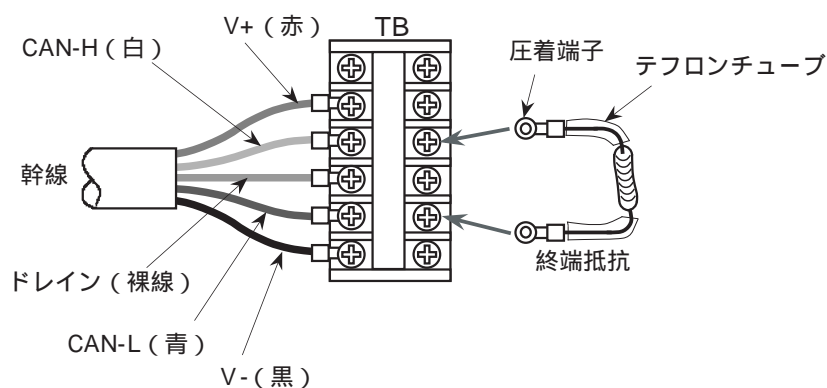 V+（赤）
TB
CAN-H（白）
圧着端子
テフロンチューブ
幹線
ドレイン（裸線）
終端抵抗
CAN-L（青）
V-（黒）